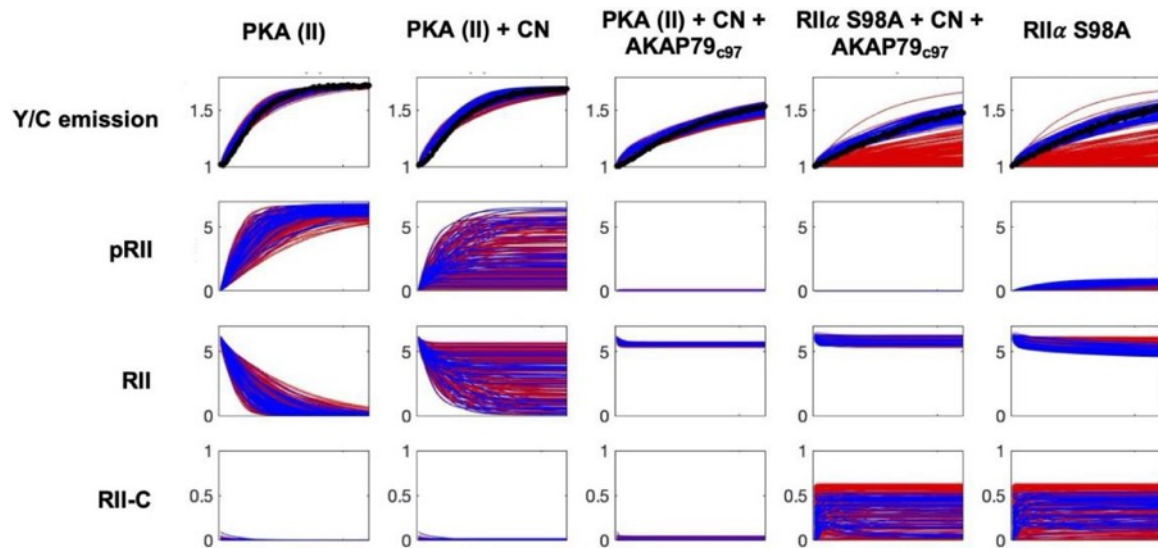 PKA (II) PKA (II) + CN PKA (II) + CN + RIIα S98A + CN + RIIα S98A
AKAP79c97 AKAP79c97
Y/C emission
1.5 1.5 1.5 1.5 1.5
1 1 1 1 1
pRII
5 5 5 5 5
0 0 0 0 0
RII
5 5 5 5 5
0 0 0 0 0
RII-C
1 1 1 1 1
0.5 0.5 0.5 0.5 0.5
0 0 0 0 0